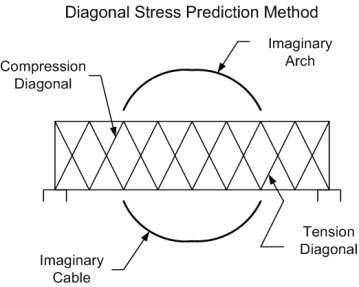 Diagonal Stress Prediction Method
Imaginary
Arch
Compression
Diagonal
Tension
Diagonal
Imaginary
Cable